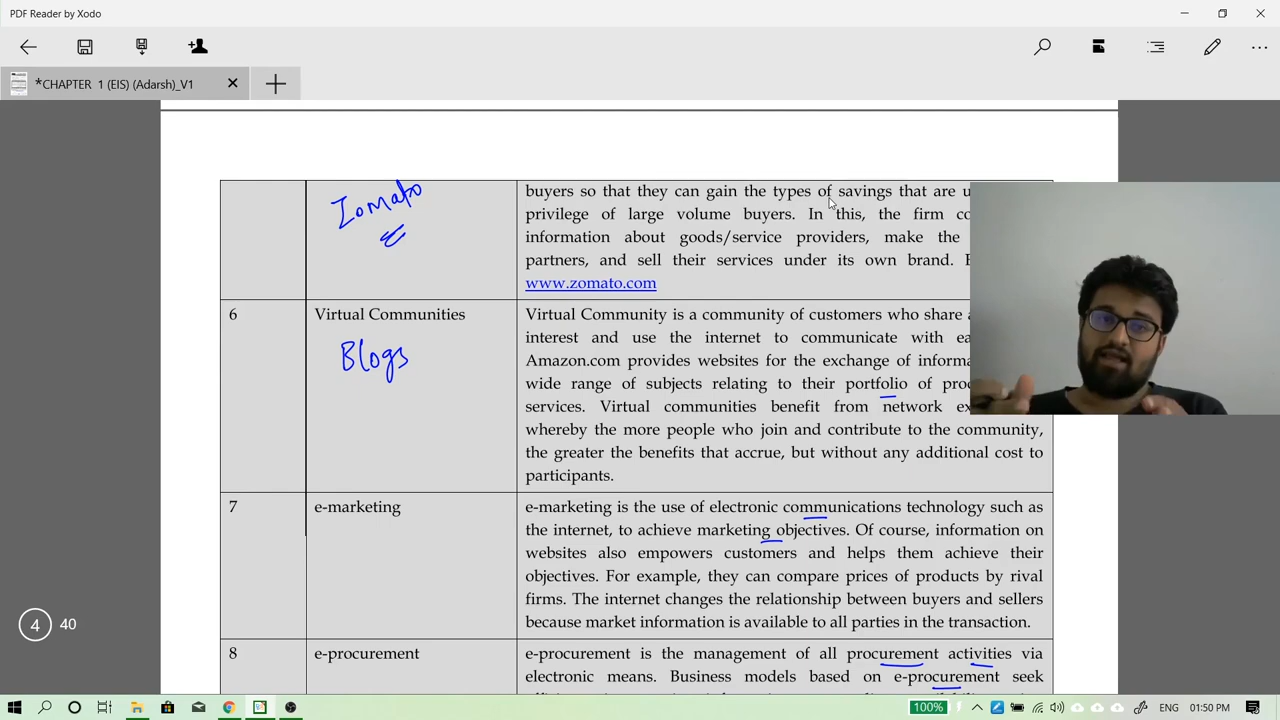 PDF Reader by Xodo
*CHAPTER 1 (EIS) (Adarsh)_V1
Zomato
buyers so that they can gain the types of savings that are
privilege of large volume buyers. In this, the firm
information about goods/service providers, make the
partners, and sell their services under its own brand.
www.zomato.com
6
Virtual Communities
Blogs
Virtual Community is a community of customers who share
interest and use the internet to communicate with
Amazon.com provides websites for the exchange of
wide range of subjects relating to their portfolio of
services. Virtual communities benefit from network
whereby the more people who join and contribute to the community,
the greater the benefits that accrue, but without any additional cost to
participants.
7
e-marketing
e-marketing is the use of electronic communications technology such as
the internet, to achieve marketing objectives. Of course, information on
websites also empowers customers and helps them achieve their
objectives. For example, they can compare prices of products by rival
firms. The internet changes the relationship between buyers and sellers
because market information is available to all parties in the transaction.
8
e-procurement
e-procurement is the management of all procurement activities via
electronic means. Business models based on e-procurement seek
4 40
100%
ENG
01:50 PM